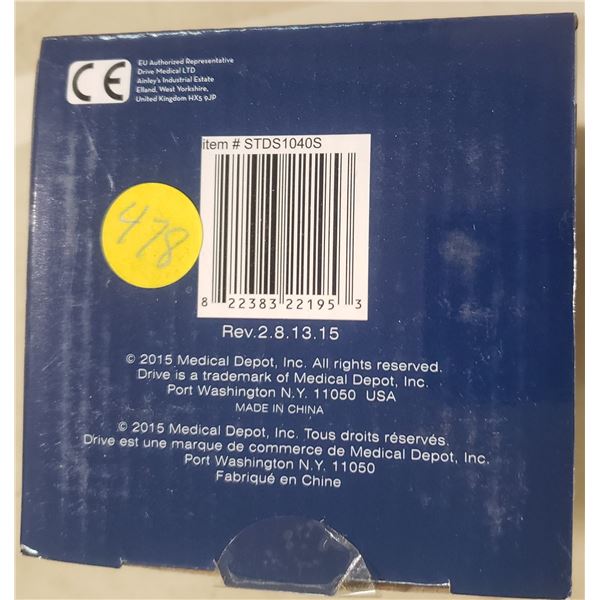 CE
EU Authorized Representative
Drive Medical LTD
Ainley's Industrial Estate
Elland, West Yorkshire,
United Kingdom HX5 9JP
item # STDS1040S
8 22383 22195 3
478
Rev.2.8.13.15
© 2015 Medical Depot, Inc. All rights reserved.
Drive is a trademark of Medical Depot, Inc.
Port Washington N.Y. 11050 USA
MADE IN CHINA
© 2015 Medical Depot, Inc. Tous droits réservés.
Drive est une marque de commerce de Medical Depot, Inc.
Port Washington N.Y. 11050
Fabriqué en Chine